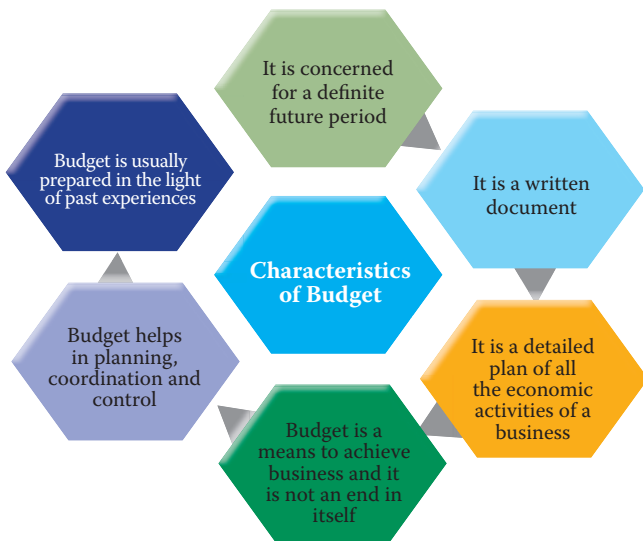 Characteristics
of Budget
It is concerned
for a definite
future period
It is a written
document
It is a detailed
plan of all
the economic
activities of a
business
Budget is a
means to achieve
business and it
is not an end in
itself
Budget helps
in planning,
coordination and
control
Budget is usually
prepared in the light
of past experiences